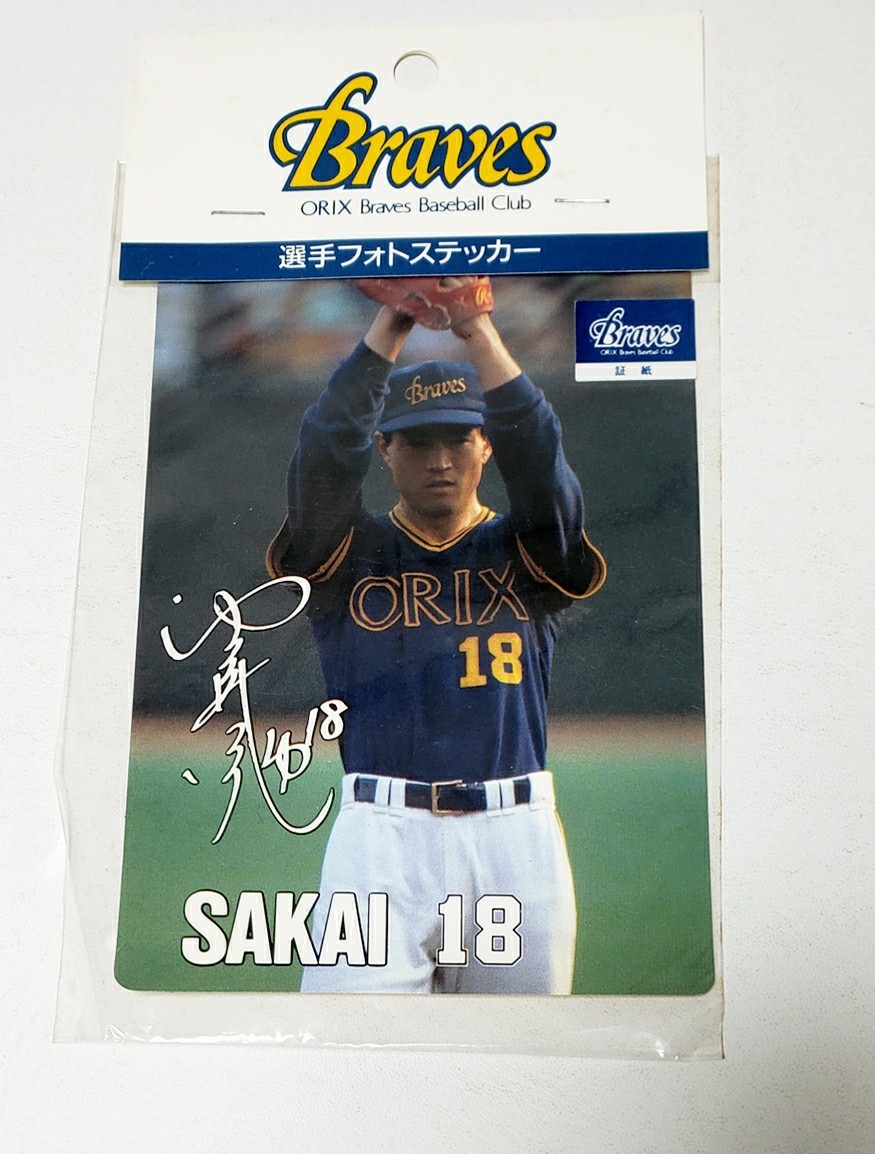 Braves
ORIX Braves Baseball Club
選手フォトステッカー
Braves
ORIX Braves Baseball Club
証 紙
Braves
ORIX
18
18
SAKAI 18